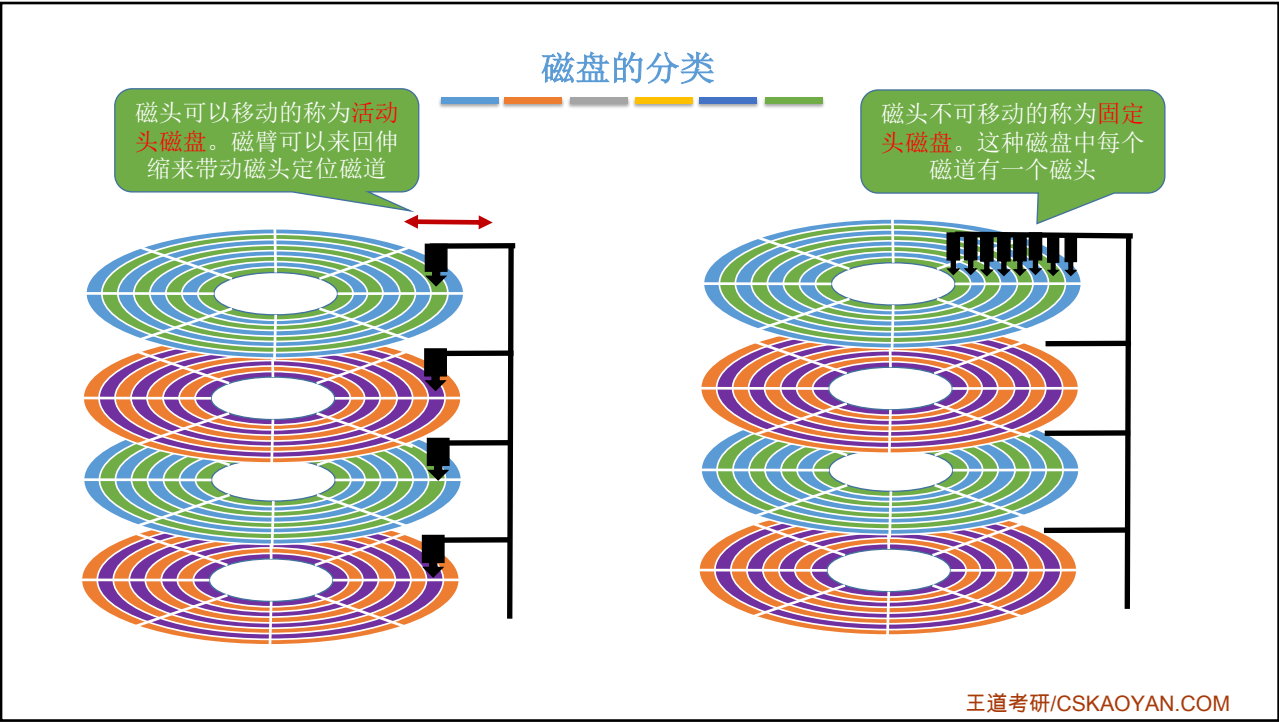 磁盘的分类
磁头可以移动的称为活动
头磁盘。磁臂可以来回伸
缩来带动磁头定位磁道
磁头不可移动的称为固定
头磁盘。这种磁盘中每个
磁道有一个磁头
王道考研/CSKAOYAN.COM